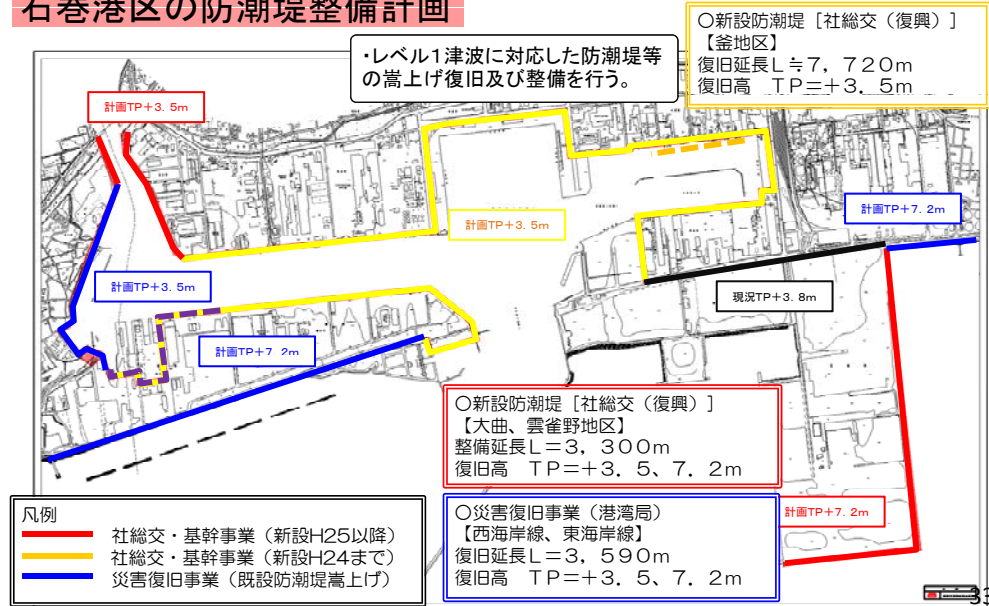 石巻港区の防潮堤整備計画
・レベル1津波に対応した防潮堤等
の嵩上げ復旧及び整備を行う。
○新設防潮堤［社総交（復興）］
【釜地区】
復旧延長L≒7，720m
復旧高　TP＝+3．5m
計画TP+3．5m
計画TP+3．5m
計画TP+7．2m
計画TP+3．5m
現況TP+3．8m
計画TP+7．2m
○新設防潮堤［社総交（復興）］
【大曲、雲雀野地区】
整備延長L＝3，300m
復旧高　TP＝+3．5、7．2m
○災害復旧事業（港湾局）
【西海岸線、東海岸線】
復旧延長L＝3，590m
復旧高　TP＝+3．5、7．2m
計画TP+7．2m
凡例
社総交・基幹事業（新設H25以降）
社総交・基幹事業（新設H24まで）
災害復旧事業（既設防潮堤嵩上げ）
33